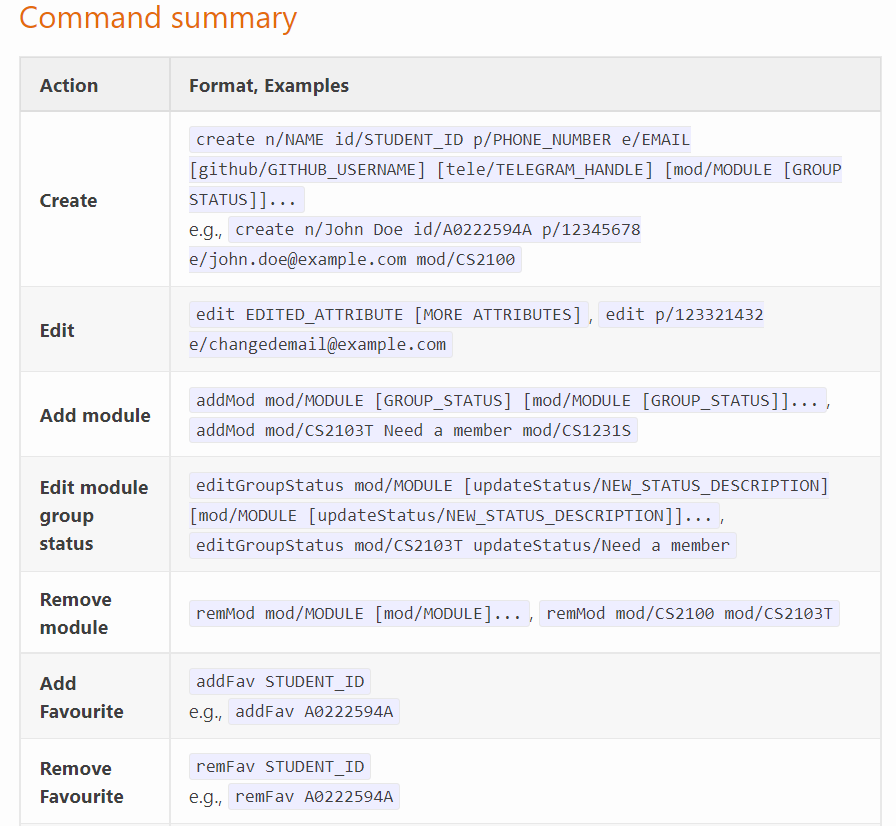 Command summary
Action
Format, Examples
Create
create n/NAME id/STUDENT_ID p/PHONE_NUMBER e/EMAIL
[github/GITHUB_USERNAME] [tele/TELEGRAM_HANDLE] [mod/MODULE [GROUP
STATUS]]...
e.g., create n/John Doe id/A0222594A p/12345678
e/john.doe@example.com mod/CS2100
Edit
edit EDITED_ATTRIBUTE [MORE ATTRIBUTES] , edit p/123321432
e/changedemail@example.com
Add module
addMod mod/MODULE [GROUP_STATUS] [mod/MODULE [GROUP_STATUS]]... ,
addMod mod/CS2103T Need a member mod/CS1231S
Edit module
group
status
editGroupStatus mod/MODULE [updateStatus/NEW_STATUS_DESCRIPTION]
[mod/MODULE [updateStatus/NEW_STATUS_DESCRIPTION]]... ,
editGroupStatus mod/CS2103T updateStatus/Need a member
Remove
module
remMod mod/MODULE [mod/MODULE]... , remMod mod/CS2100 mod/CS2103T
Add
Favourite
addFav STUDENT_ID
e.g., addFav A0222594A
Remove
Favourite
remFav STUDENT_ID
e.g., remFav A0222594A